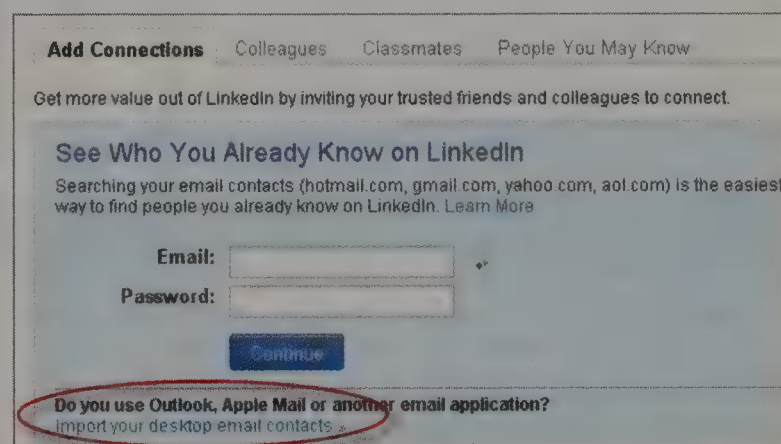 Add Connections Colleagues Classmates People You May Know
Get more value out of LinkedIn by inviting your trusted friends and colleagues to connect.
See Who You Already Know on LinkedIn
Searching your email contacts (hotmail.com, gmail.com, yahoo.com, aol.com) is the easiest
way to find people you already know on LinkedIn. Learn More
Email:
Password:
Continue
Do you use Outlook, Apple Mail or another email application?
Import your desktop email contacts »